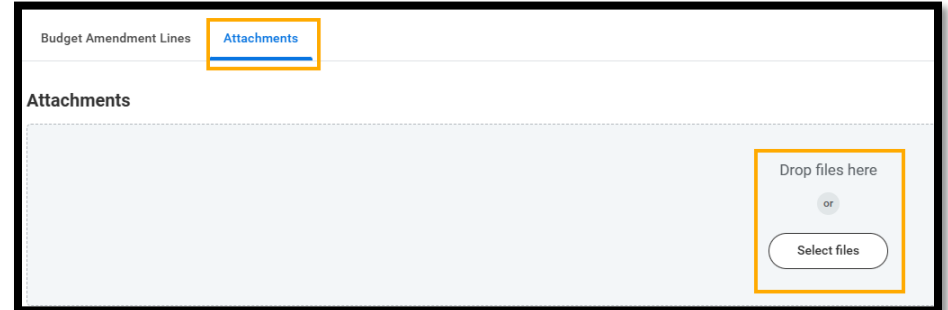 Budget Amendment Lines Attachments
Attachments
Drop files here
or
Select files